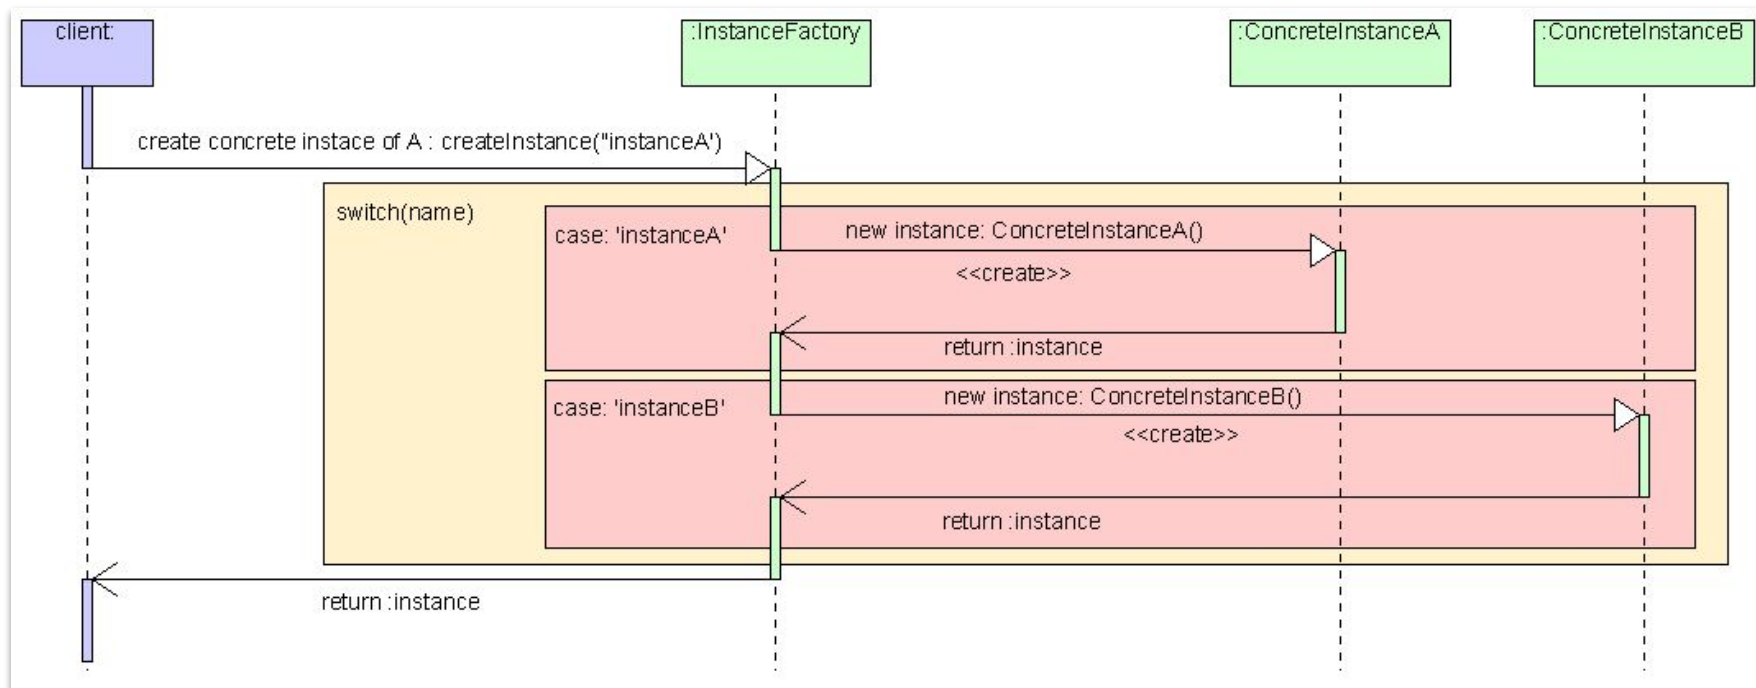 client:
:InstanceFactory
:ConcreteInstanceA
:ConcreteInstanceB
create concrete instace of A : createInstance("instanceA')
switch(name)
case: 'instanceA'
new instance: ConcreteInstanceA()
<<create>>
return :instance
case: 'instanceB'
new instance: ConcreteInstanceB()
<<create>>
return :instance
return :instance